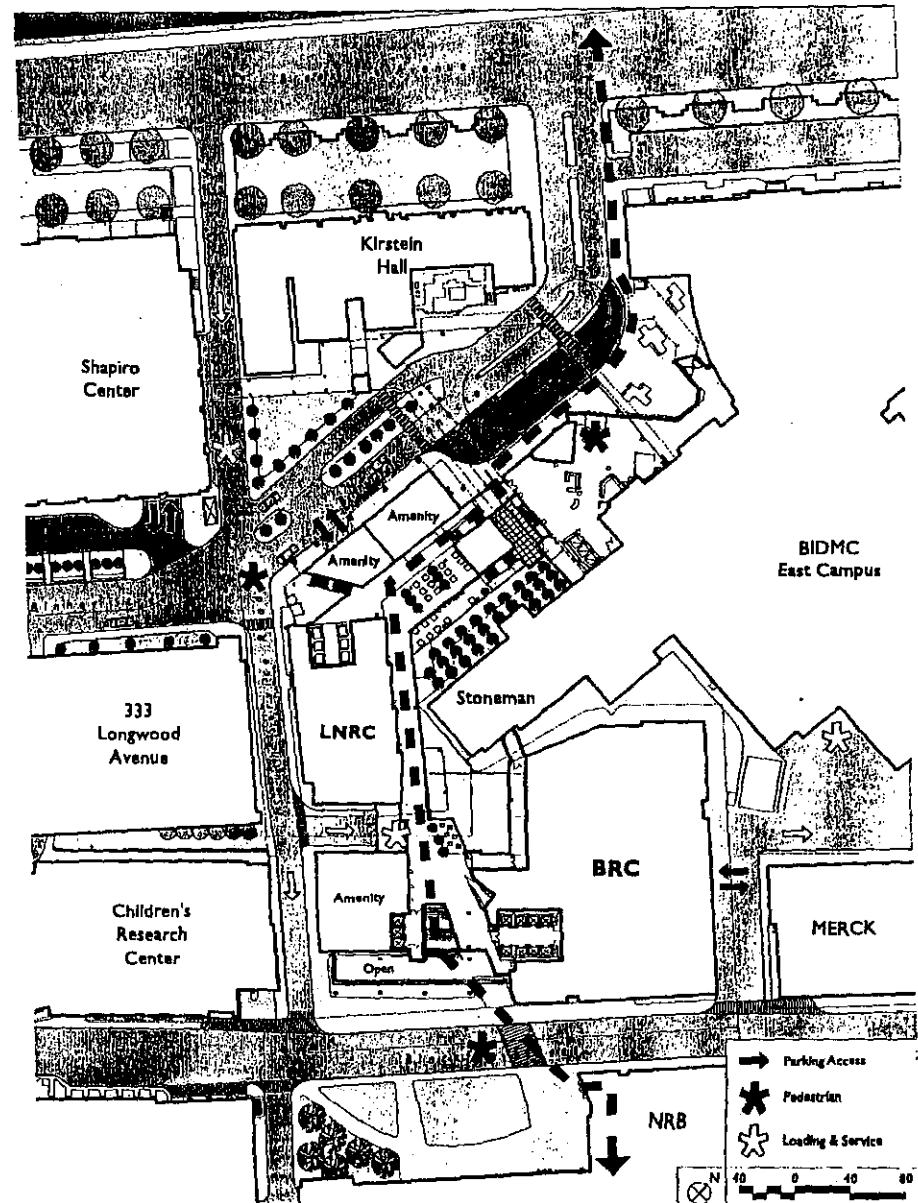 Kirstein
Hall
Shapiro
Center
Amenity
Amenity
BIDMC
East Campus
Stoneman
333
Longwood
Avenue
LNRC
BRC
Amenity
Children's
Research
Center
MERCK
Open
NRB
Parking Access
Pedestrian
Loading & Service
N
40 0 40 80